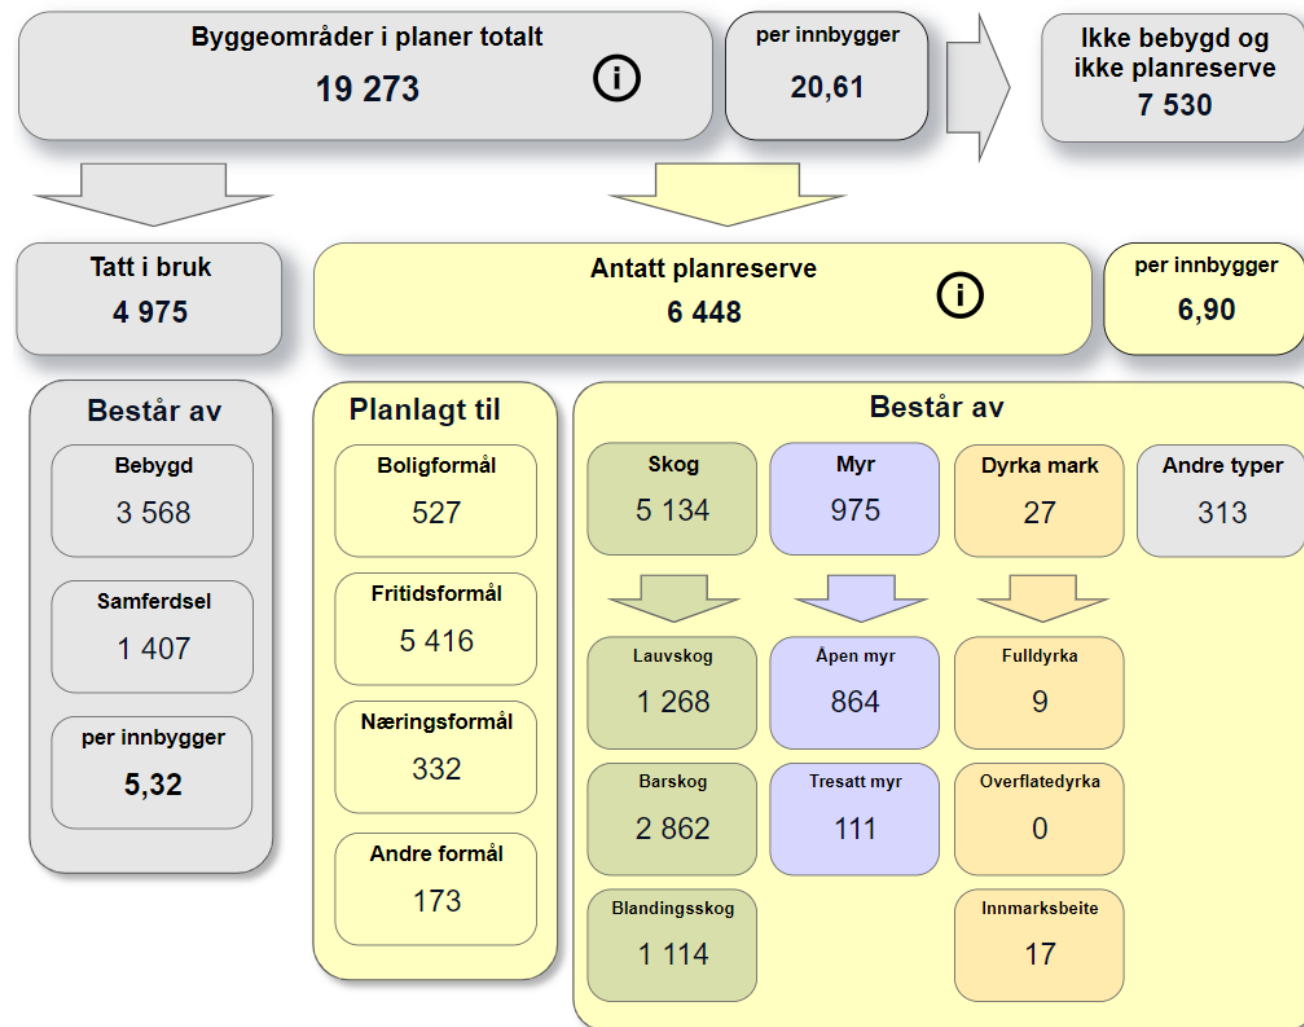 Byggeområder i planer totalt
19 273
i
per innbygger
20,61
Ikke bebygd og
ikke planreserve
7 530
Tatt i bruk
4 975
Antatt planreserve
6 448
i
per innbygger
6,90
Består av
Bebygd
3 568
Samferdsel
1 407
per innbygger
5,32
Planlagt til
Boligformål
527
Fritidsformål
5 416
Næringsformål
332
Andre formål
173
Består av
Skog
5 134
Myr
975
Dyrka mark
27
Andre typer
313
Lauvskog
1 268
Åpen myr
864
Fulldyrka
9
Barskog
2 862
Tresatt myr
111
Overflatedyrka
0
Blandingsskog
1 114
Innmarksbeite
17